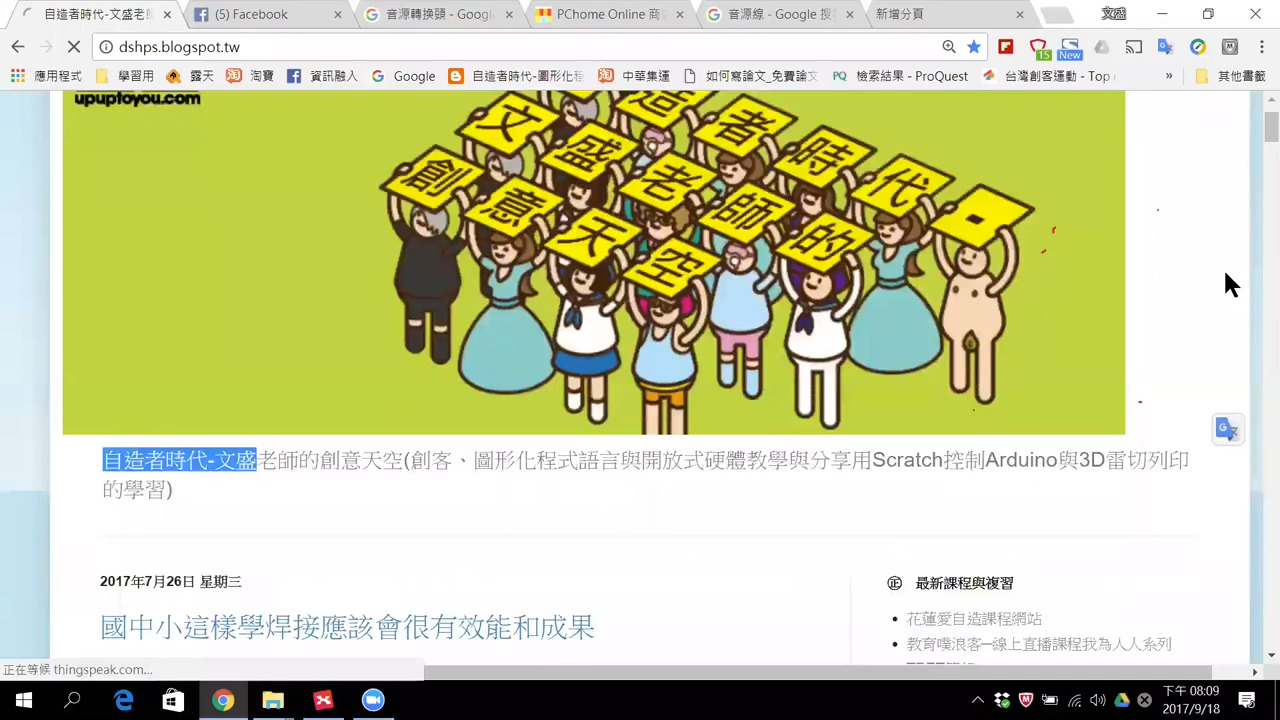 自造者時代-文盛老師
(5) Facebook
音源轉換頭 - Googl
PChome Online 商
音源線 - Google 搜尋
新增分頁
文盛
dshps.blogspot.tw
15
New
應用程式
學習用
露天
淘寶
資訊融入
Google
自造者時代-圖形化程
中華集運
如何寫論文_免費論文
檢索結果 - ProQuest
台灣創客運動 - Top
»
其他書籤
upuptoyou.com
造者時代-
文盛老師的
創意天空
自造者時代-文盛老師的創意天空(創客、圖形化程式語言與開放式硬體教學與分享用Scratch控制Arduino與3D雷切列印
的學習)
2017年7月26日 星期三
最新課程與複習
國中小這樣學焊接應該會很有效能和成果
花蓮愛自造課程網站
教育噗浪客─線上直播課程我為人人系列
正在等候 thingspeak.com...
下午 08:09
2017/9/18